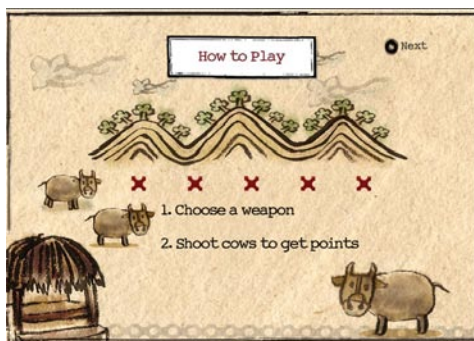 How to Play
Next
1. Choose a weapon
2. Shoot cows to get points